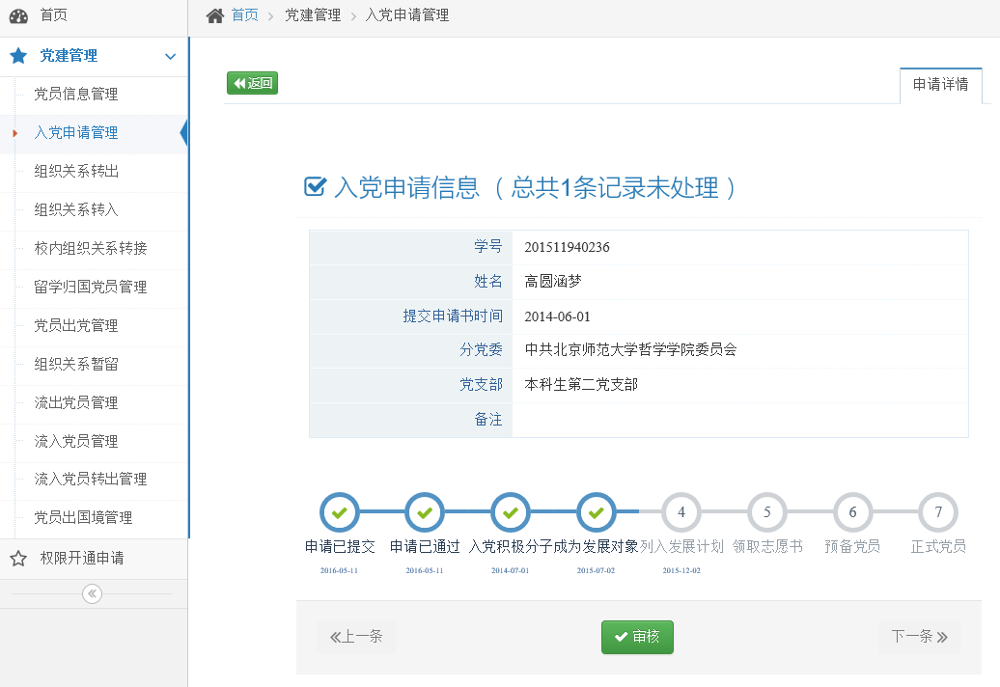 首页
党建管理
党员信息管理
入党申请管理
组织关系转出
组织关系转入
校内组织关系转接
留学归国党员管理
党员出党管理
组织关系暂留
流出党员管理
流入党员管理
流入党员转出管理
党员出国境管理
权限开通申请
首页 党建管理 入党申请管理
返回
申请详情
入党申请信息 （ 总共1条记录未处理 ）
学号 201511940236
姓名 高圆涵梦
提交申请书时间 2014-06-01
分党委 中共北京师范大学哲学学院委员会
党支部 本科生第二党支部
备注
4 5 6 7
申请已提交 申请已通过 入党积极分子 成为发展对象 列入发展计划 领取志愿书 预备党员 正式党员
2016-05-11 2016-05-11 2014-07-01 2015-07-02 2015-12-02
上一条 审核 下一条